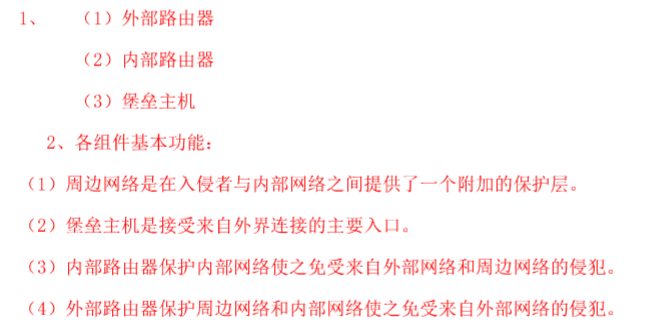 1、　（1）外部路由器
（2）内部路由器
（3）堡垒主机
2、各组件基本功能：
（1）周边网络是在入侵者与内部网络之间提供了一个附加的保护层。
（2）堡垒主机是接受来自外界连接的主要入口。
（3）内部路由器保护内部网络使之免受来自外部网络和周边网络的侵犯。
（4）外部路由器保护周边网络和内部网络使之免受来自外部网络的侵犯。